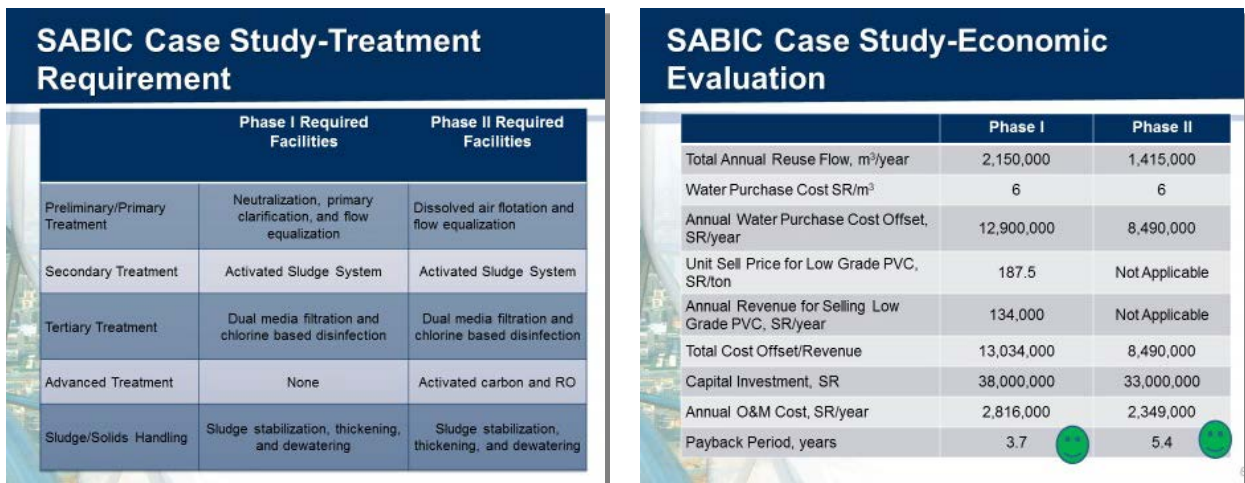 SABIC Case Study-Treatment
Requirement
Phase I Required
Facilities
Phase II Required
Facilities
Preliminary/Primary
Treatment
Neutralization, primary
clarification, and flow
equalization
Dissolved air flotation and
flow equalization
Secondary Treatment
Activated Sludge System
Activated Sludge System
Tertiary Treatment
Dual media filtration and
chlorine based disinfection
Dual media filtration and
chlorine based disinfection
Advanced Treatment
None
Activated carbon and RO
Sludge/Solids Handling
Sludge stabilization, thickening,
and dewatering
Sludge stabilization,
thickening, and dewatering
SABIC Case Study-Economic
Evaluation
Phase I
Phase II
Total Annual Reuse Flow, m³/year
2,150,000
1,415,000
Water Purchase Cost SR/m³
6
6
Annual Water Purchase Cost Offset,
SR/year
12,900,000
8,490,000
Unit Sell Price for Low Grade PVC,
SR/ton
187.5
Not Applicable
Annual Revenue for Selling Low
Grade PVC, SR/year
134,000
Not Applicable
Total Cost Offset/Revenue
13,034,000
8,490,000
Capital Investment, SR
38,000,000
33,000,000
Annual O&M Cost, SR/year
2,816,000
2,349,000
Payback Period, years
3.7
5.4